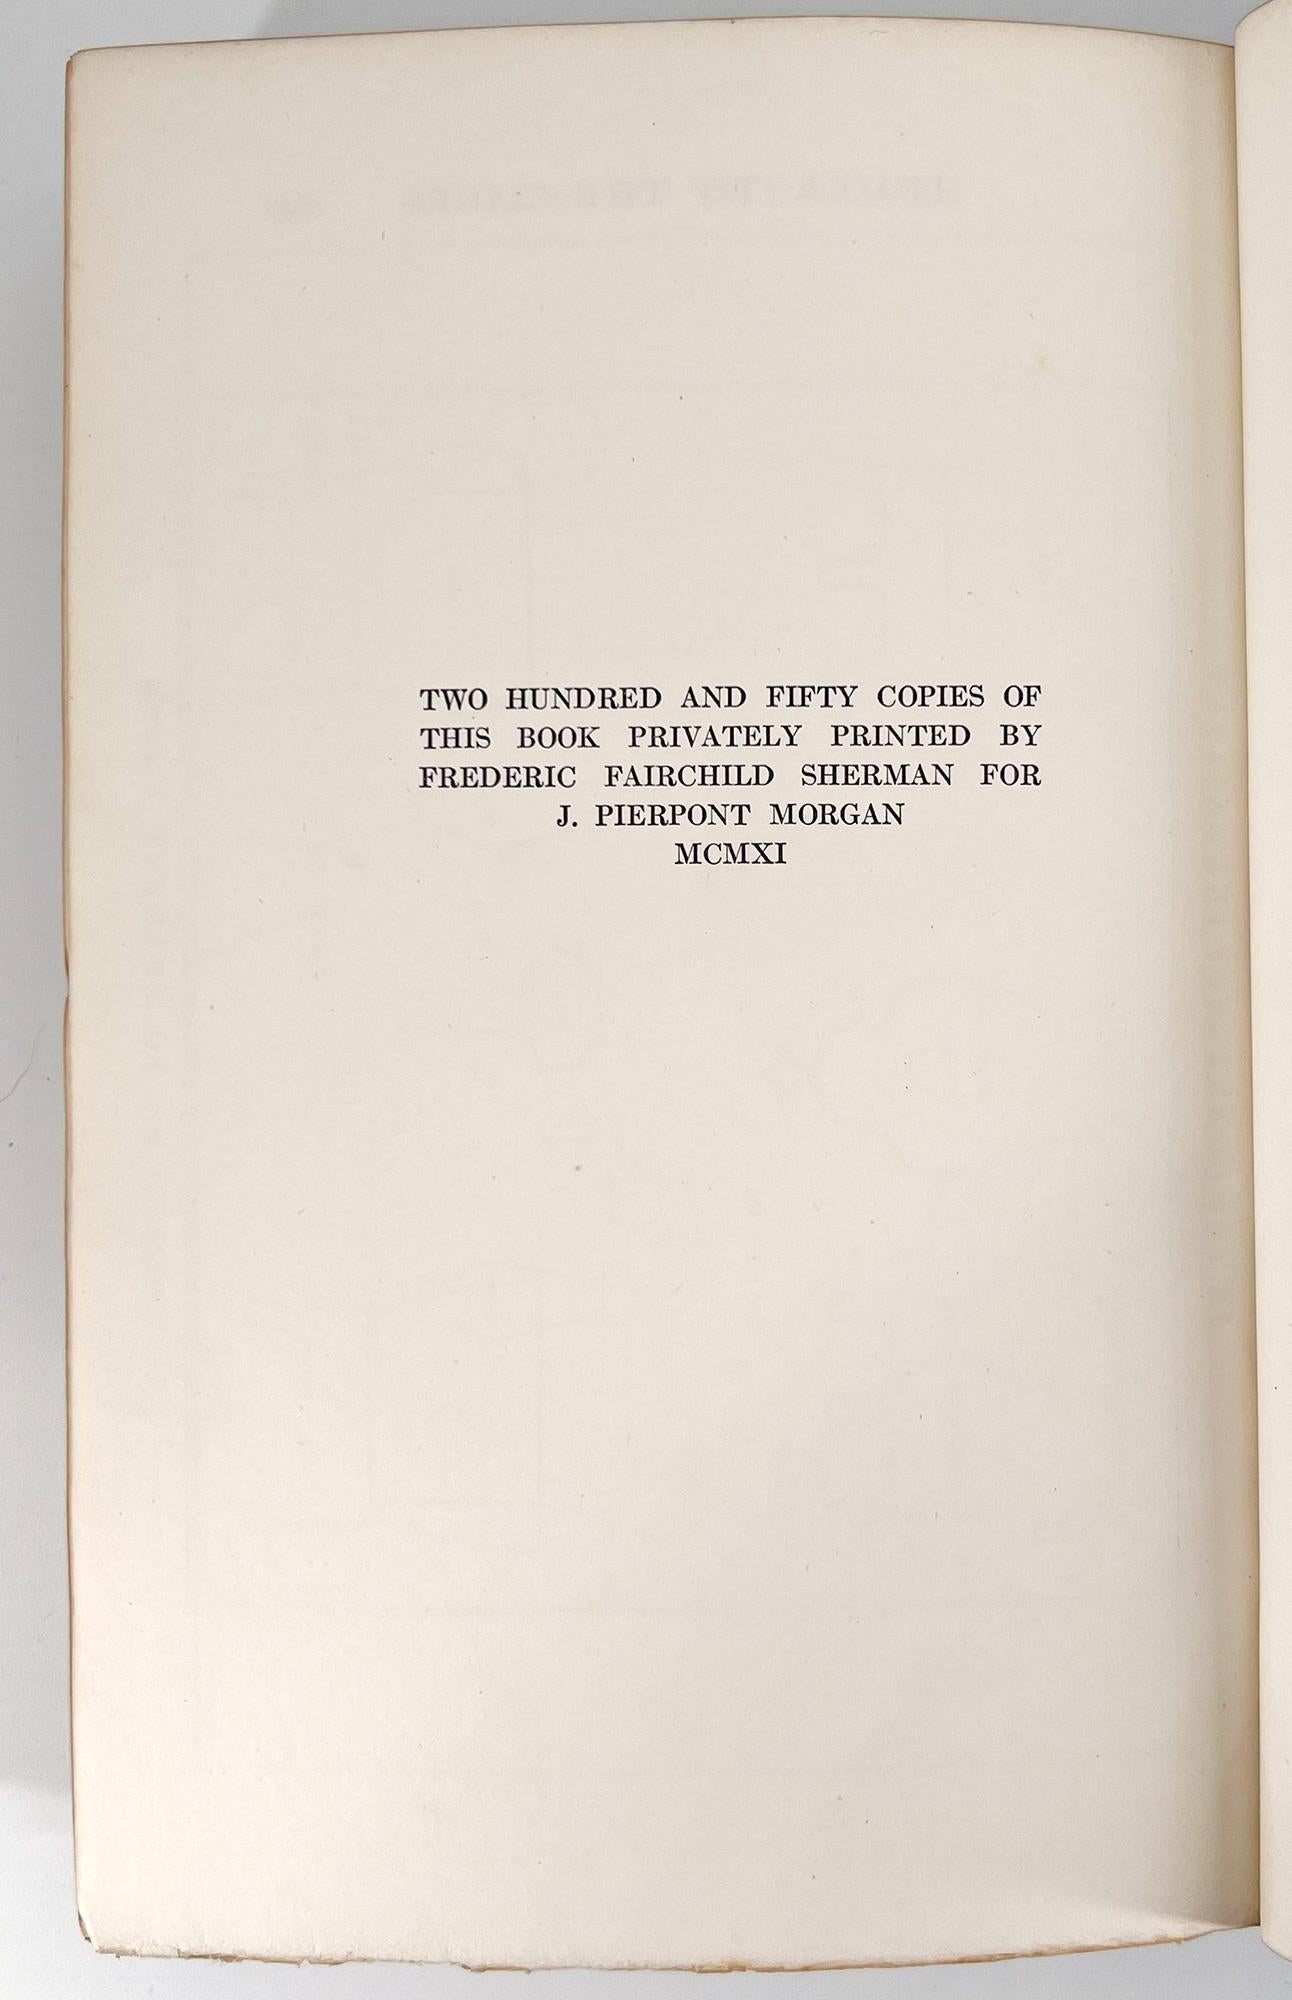 TWO HUNDRED AND FIFTY COPIES OF
THIS BOOK PRIVATELY PRINTED BY
FREDERIC FAIRCHILD SHERMAN FOR
J. PIERPONT MORGAN
MCMXI